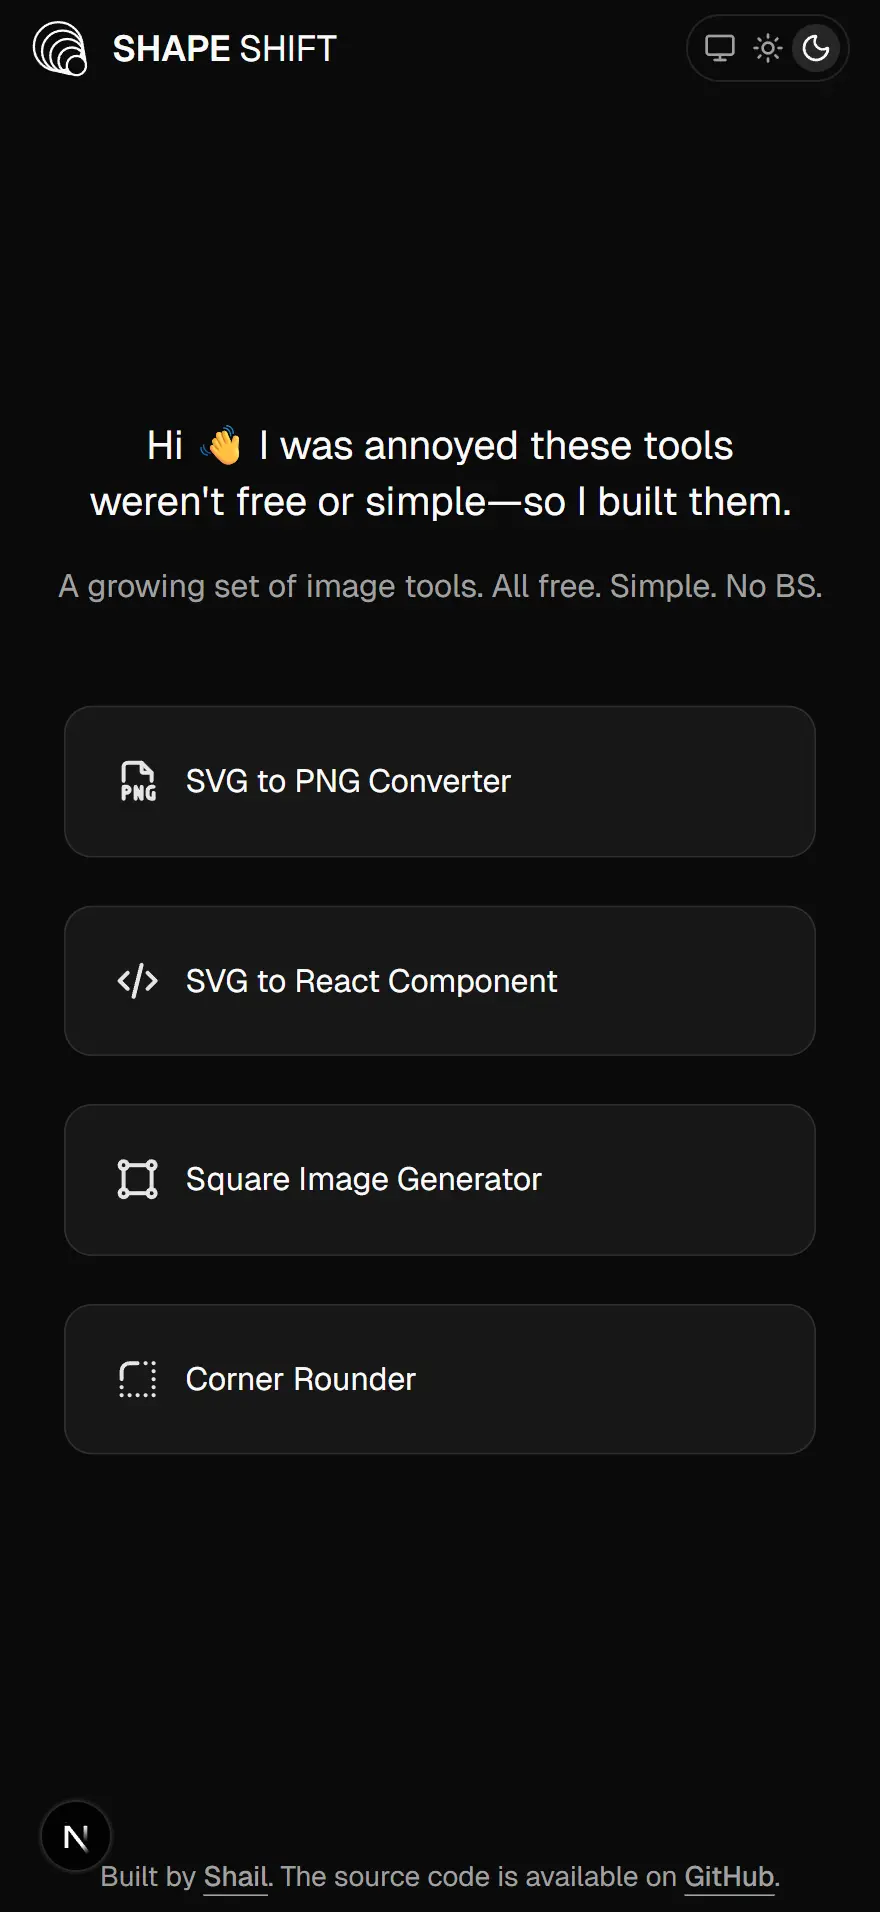 SHAPE SHIFT
Hi 👋 I was annoyed these tools
weren't free or simple—so I built them.
A growing set of image tools. All free. Simple. No BS.
PNG
SVG to PNG Converter
SVG to React Component
Square Image Generator
Corner Rounder
N
Built by Shail. The source code is available on GitHub.